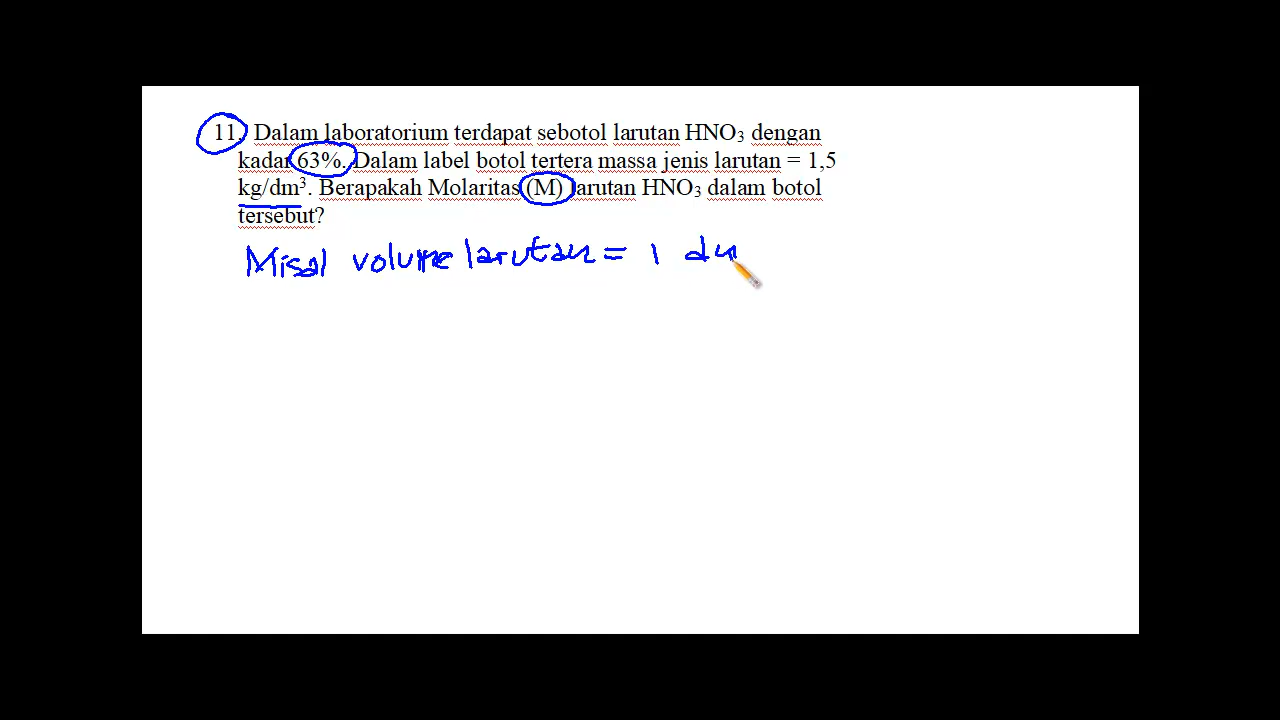 11. Dalam laboratorium terdapat sebotol larutan HNO₃ dengan
kadar 63%. Dalam label botol tertera massa jenis larutan = 1,5
kg/dm³. Berapakah Molaritas (M) larutan HNO₃ dalam botol
tersebut?
Misal volume larutan = 1 dm